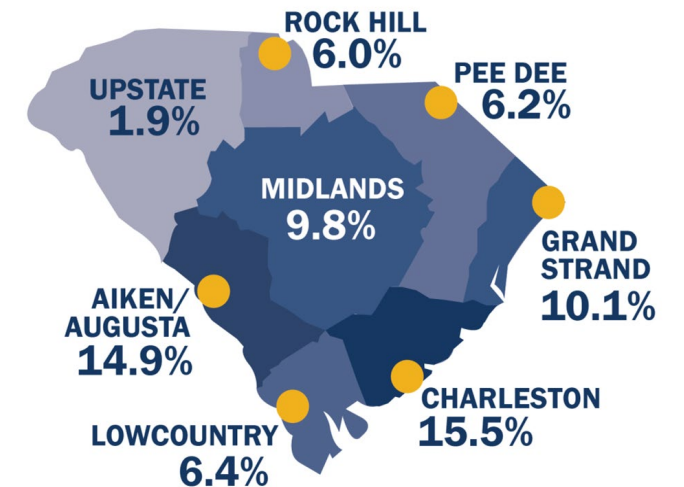 ROCK HILL
6.0%
PEE DEE
6.2%
UPSTATE
1.9%
MIDLANDS
9.8%
GRAND
STRAND
10.1%
AIKEN/
AUGUSTA
14.9%
CHARLESTON
15.5%
LOWCOUNTRY
6.4%